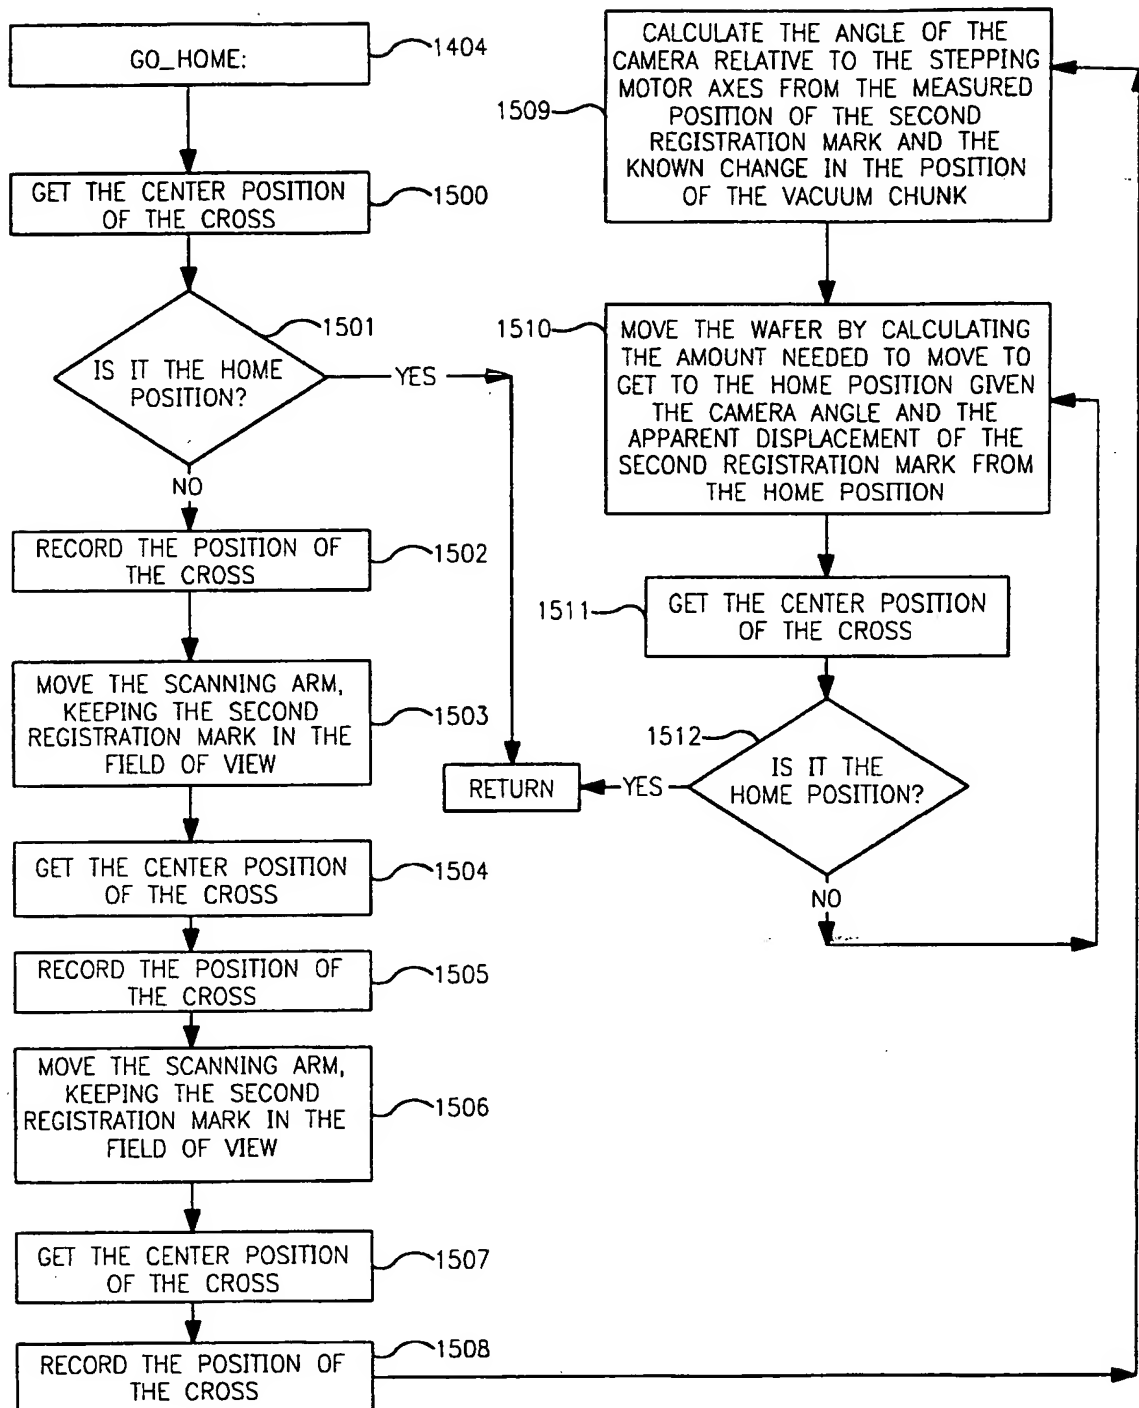 GO_HOME:
1404
GET THE CENTER POSITION
OF THE CROSS
1500
1501
IS IT THE HOME
POSITION?
YES
NO
RECORD THE POSITION OF
THE CROSS
1502
MOVE THE SCANNING ARM,
KEEPING THE SECOND
REGISTRATION MARK IN THE
FIELD OF VIEW
1503
GET THE CENTER POSITION
OF THE CROSS
1504
RECORD THE POSITION OF
THE CROSS
1505
MOVE THE SCANNING ARM,
KEEPING THE SECOND
REGISTRATION MARK IN THE
FIELD OF VIEW
1506
GET THE CENTER POSITION
OF THE CROSS
1507
RECORD THE POSITION OF
THE CROSS
1508
1509
CALCULATE THE ANGLE OF THE
CAMERA RELATIVE TO THE STEPPING
MOTOR AXES FROM THE MEASURED
POSITION OF THE SECOND
REGISTRATION MARK AND THE
KNOWN CHANGE IN THE POSITION
OF THE VACUUM CHUNK
1510
MOVE THE WAFER BY CALCULATING
THE AMOUNT NEEDED TO MOVE TO
GET TO THE HOME POSITION GIVEN
THE CAMERA ANGLE AND THE
APPARENT DISPLACEMENT OF THE
SECOND REGISTRATION MARK FROM
THE HOME POSITION
1511
GET THE CENTER POSITION
OF THE CROSS
1512
IS IT THE
HOME POSITION?
YES
RETURN
NO